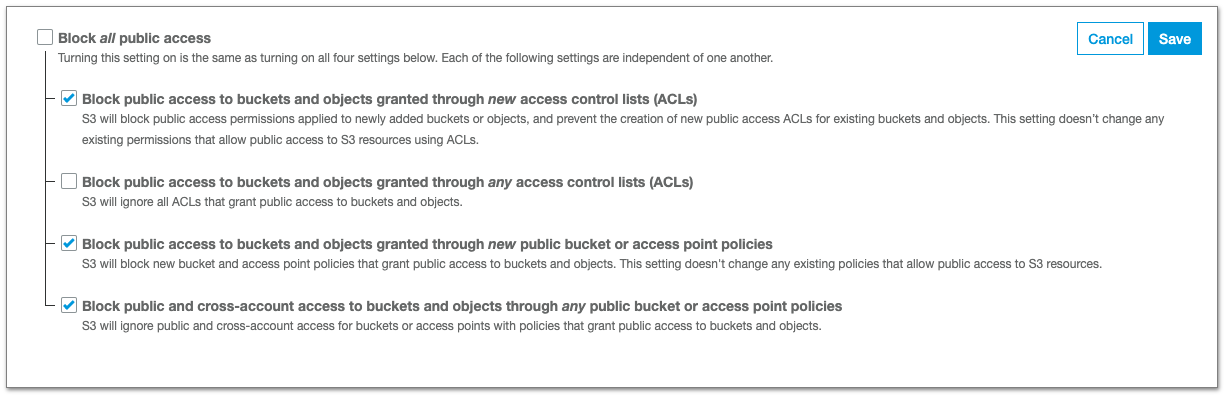 Block all public access
Cancel
Save
Turning this setting on is the same as turning on all four settings below. Each of the following settings are independent of one another.
Block public access to buckets and objects granted through new access control lists (ACLs)
S3 will block public access permissions applied to newly added buckets or objects, and prevent the creation of new public access ACLs for existing buckets and objects. This setting doesn't change any
existing permissions that allow public access to S3 resources using ACLs.
Block public access to buckets and objects granted through any access control lists (ACLs)
S3 will ignore all ACLs that grant public access to buckets and objects.
Block public access to buckets and objects granted through new public bucket or access point policies
S3 will block new bucket and access point policies that grant public access to buckets and objects. This setting doesn't change any existing policies that allow public access to S3 resources.
Block public and cross-account access to buckets and objects through any public bucket or access point policies
S3 will ignore public and cross-account access for buckets or access points with policies that grant public access to buckets and objects.